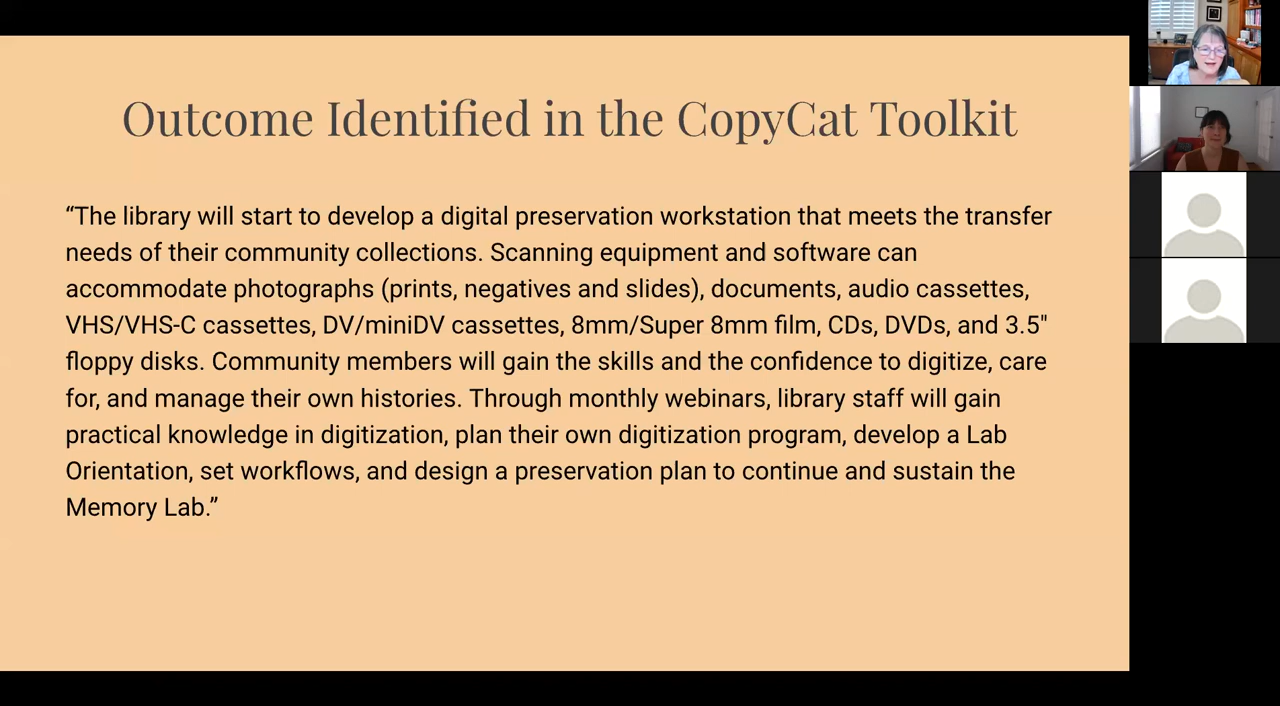 Outcome Identified in the CopyCat Toolkit
“The library will start to develop a digital preservation workstation that meets the transfer
needs of their community collections. Scanning equipment and software can
accommodate photographs (prints, negatives and slides), documents, audio cassettes,
VHS/VHS-C cassettes, DV/miniDV cassettes, 8mm/Super 8mm film, CDs, DVDs, and 3.5"
floppy disks. Community members will gain the skills and the confidence to digitize, care
for, and manage their own histories. Through monthly webinars, library staff will gain
practical knowledge in digitization, plan their own digitization program, develop a Lab
Orientation, set workflows, and design a preservation plan to continue and sustain the
Memory Lab.”